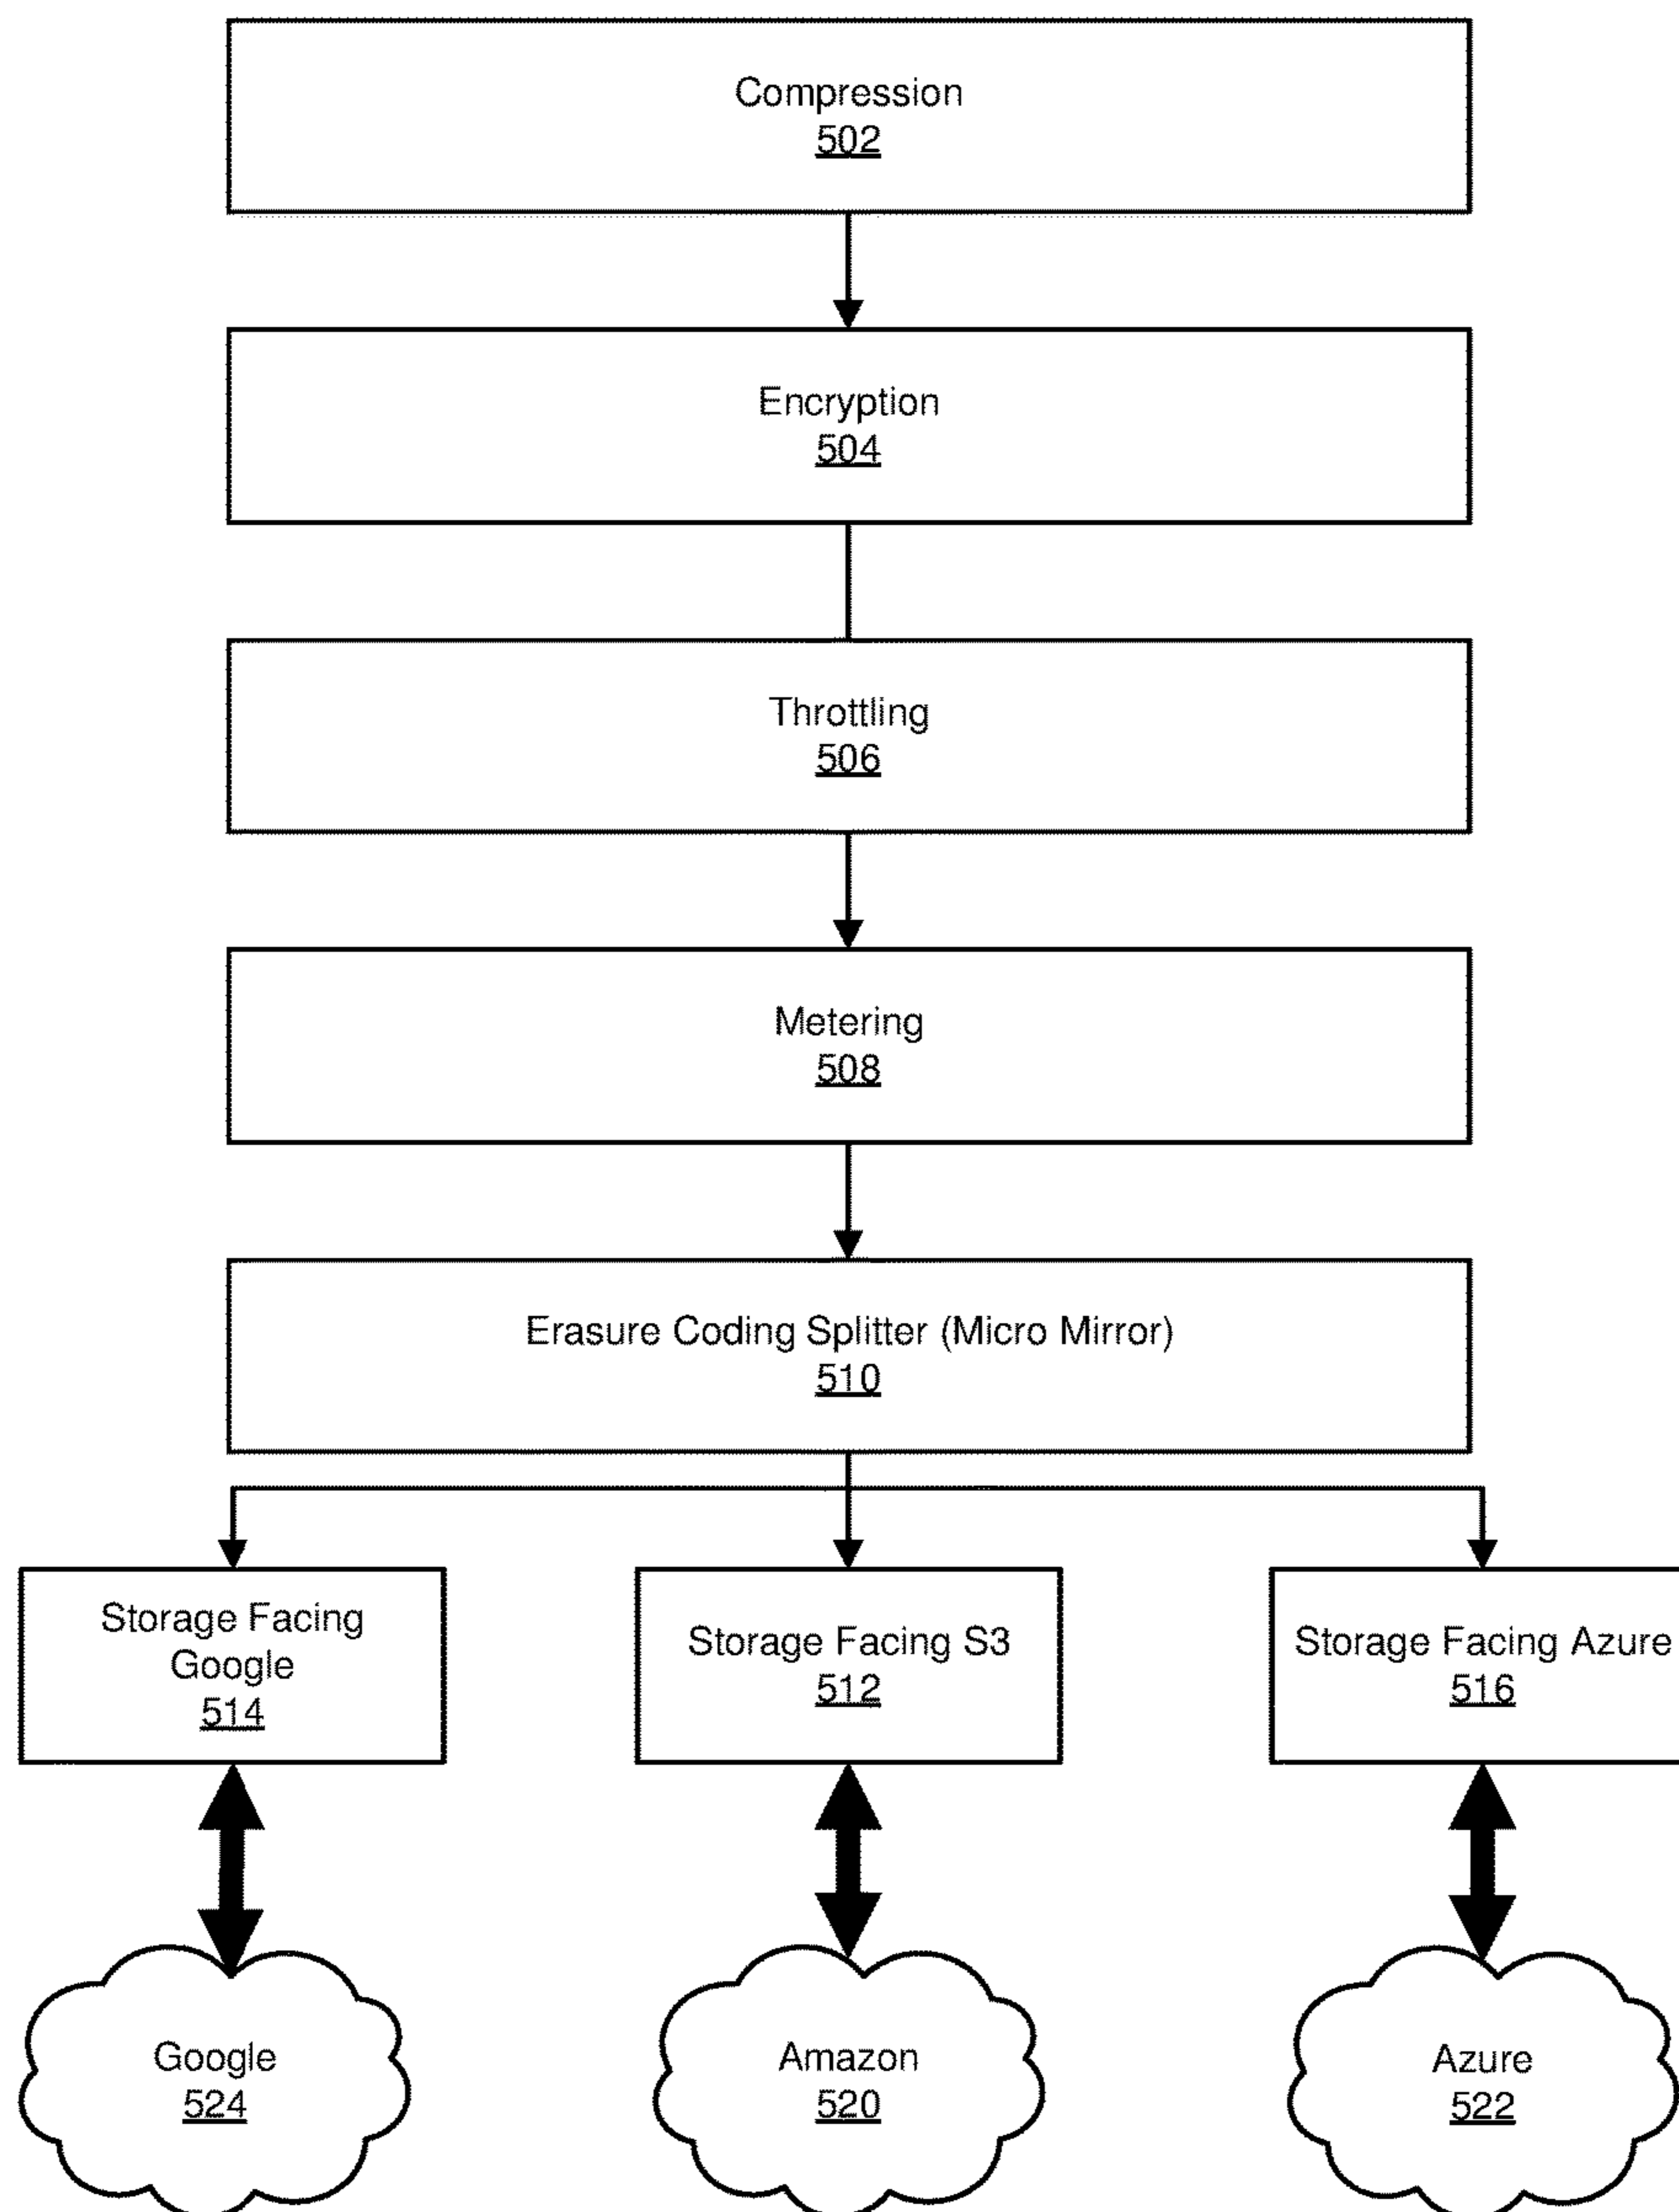 Compression
502
Encryption
504
Throttling
506
Metering
508
Erasure Coding Splitter (Micro Mirror)
510
Storage Facing
Google
514
Storage Facing S3
512
Storage Facing Azure
516
Google
524
Amazon
520
Azure
522